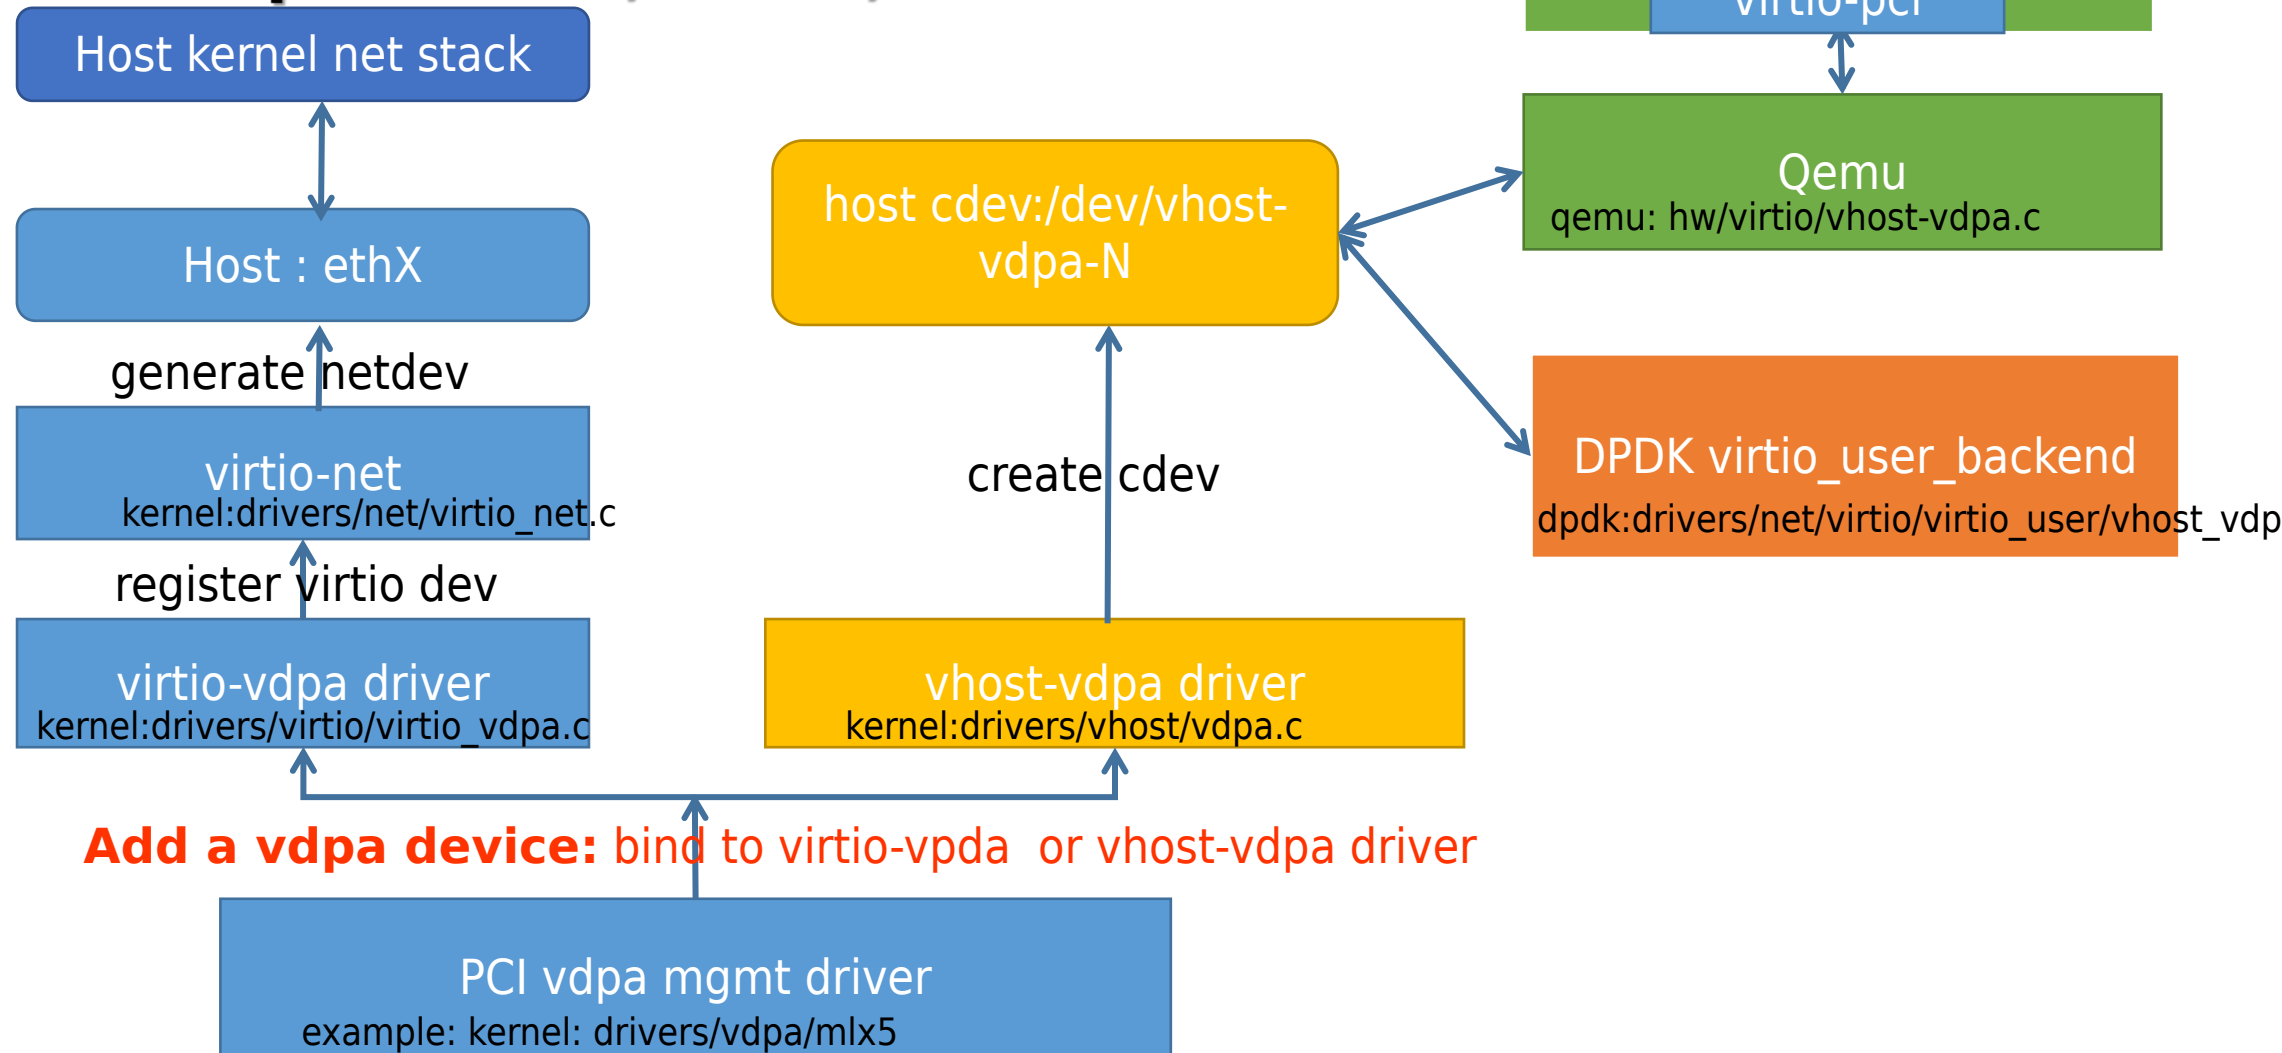 Host kernel net stack
virtio-pci
Host : ethX
host cdev:/dev/vhost-
vdpa-N
Qemu
qemu: hw/virtio/vhost-vdpa.c
generate netdev
virtio-net
kernel:drivers/net/virtio_net.c
create cdev
DPDK virtio_user_backend
dpdk:drivers/net/virtio/virtio_user/vhost_vdp
register virtio dev
virtio-vdpa driver
kernel:drivers/virtio/virtio_vdpa.c
vhost-vdpa driver
kernel:drivers/vhost/vdpa.c
Add a vdpa device: bind to virtio-vpda or vhost-vdpa driver
PCI vdpa mgmt driver
example: kernel: drivers/vdpa/mlx5